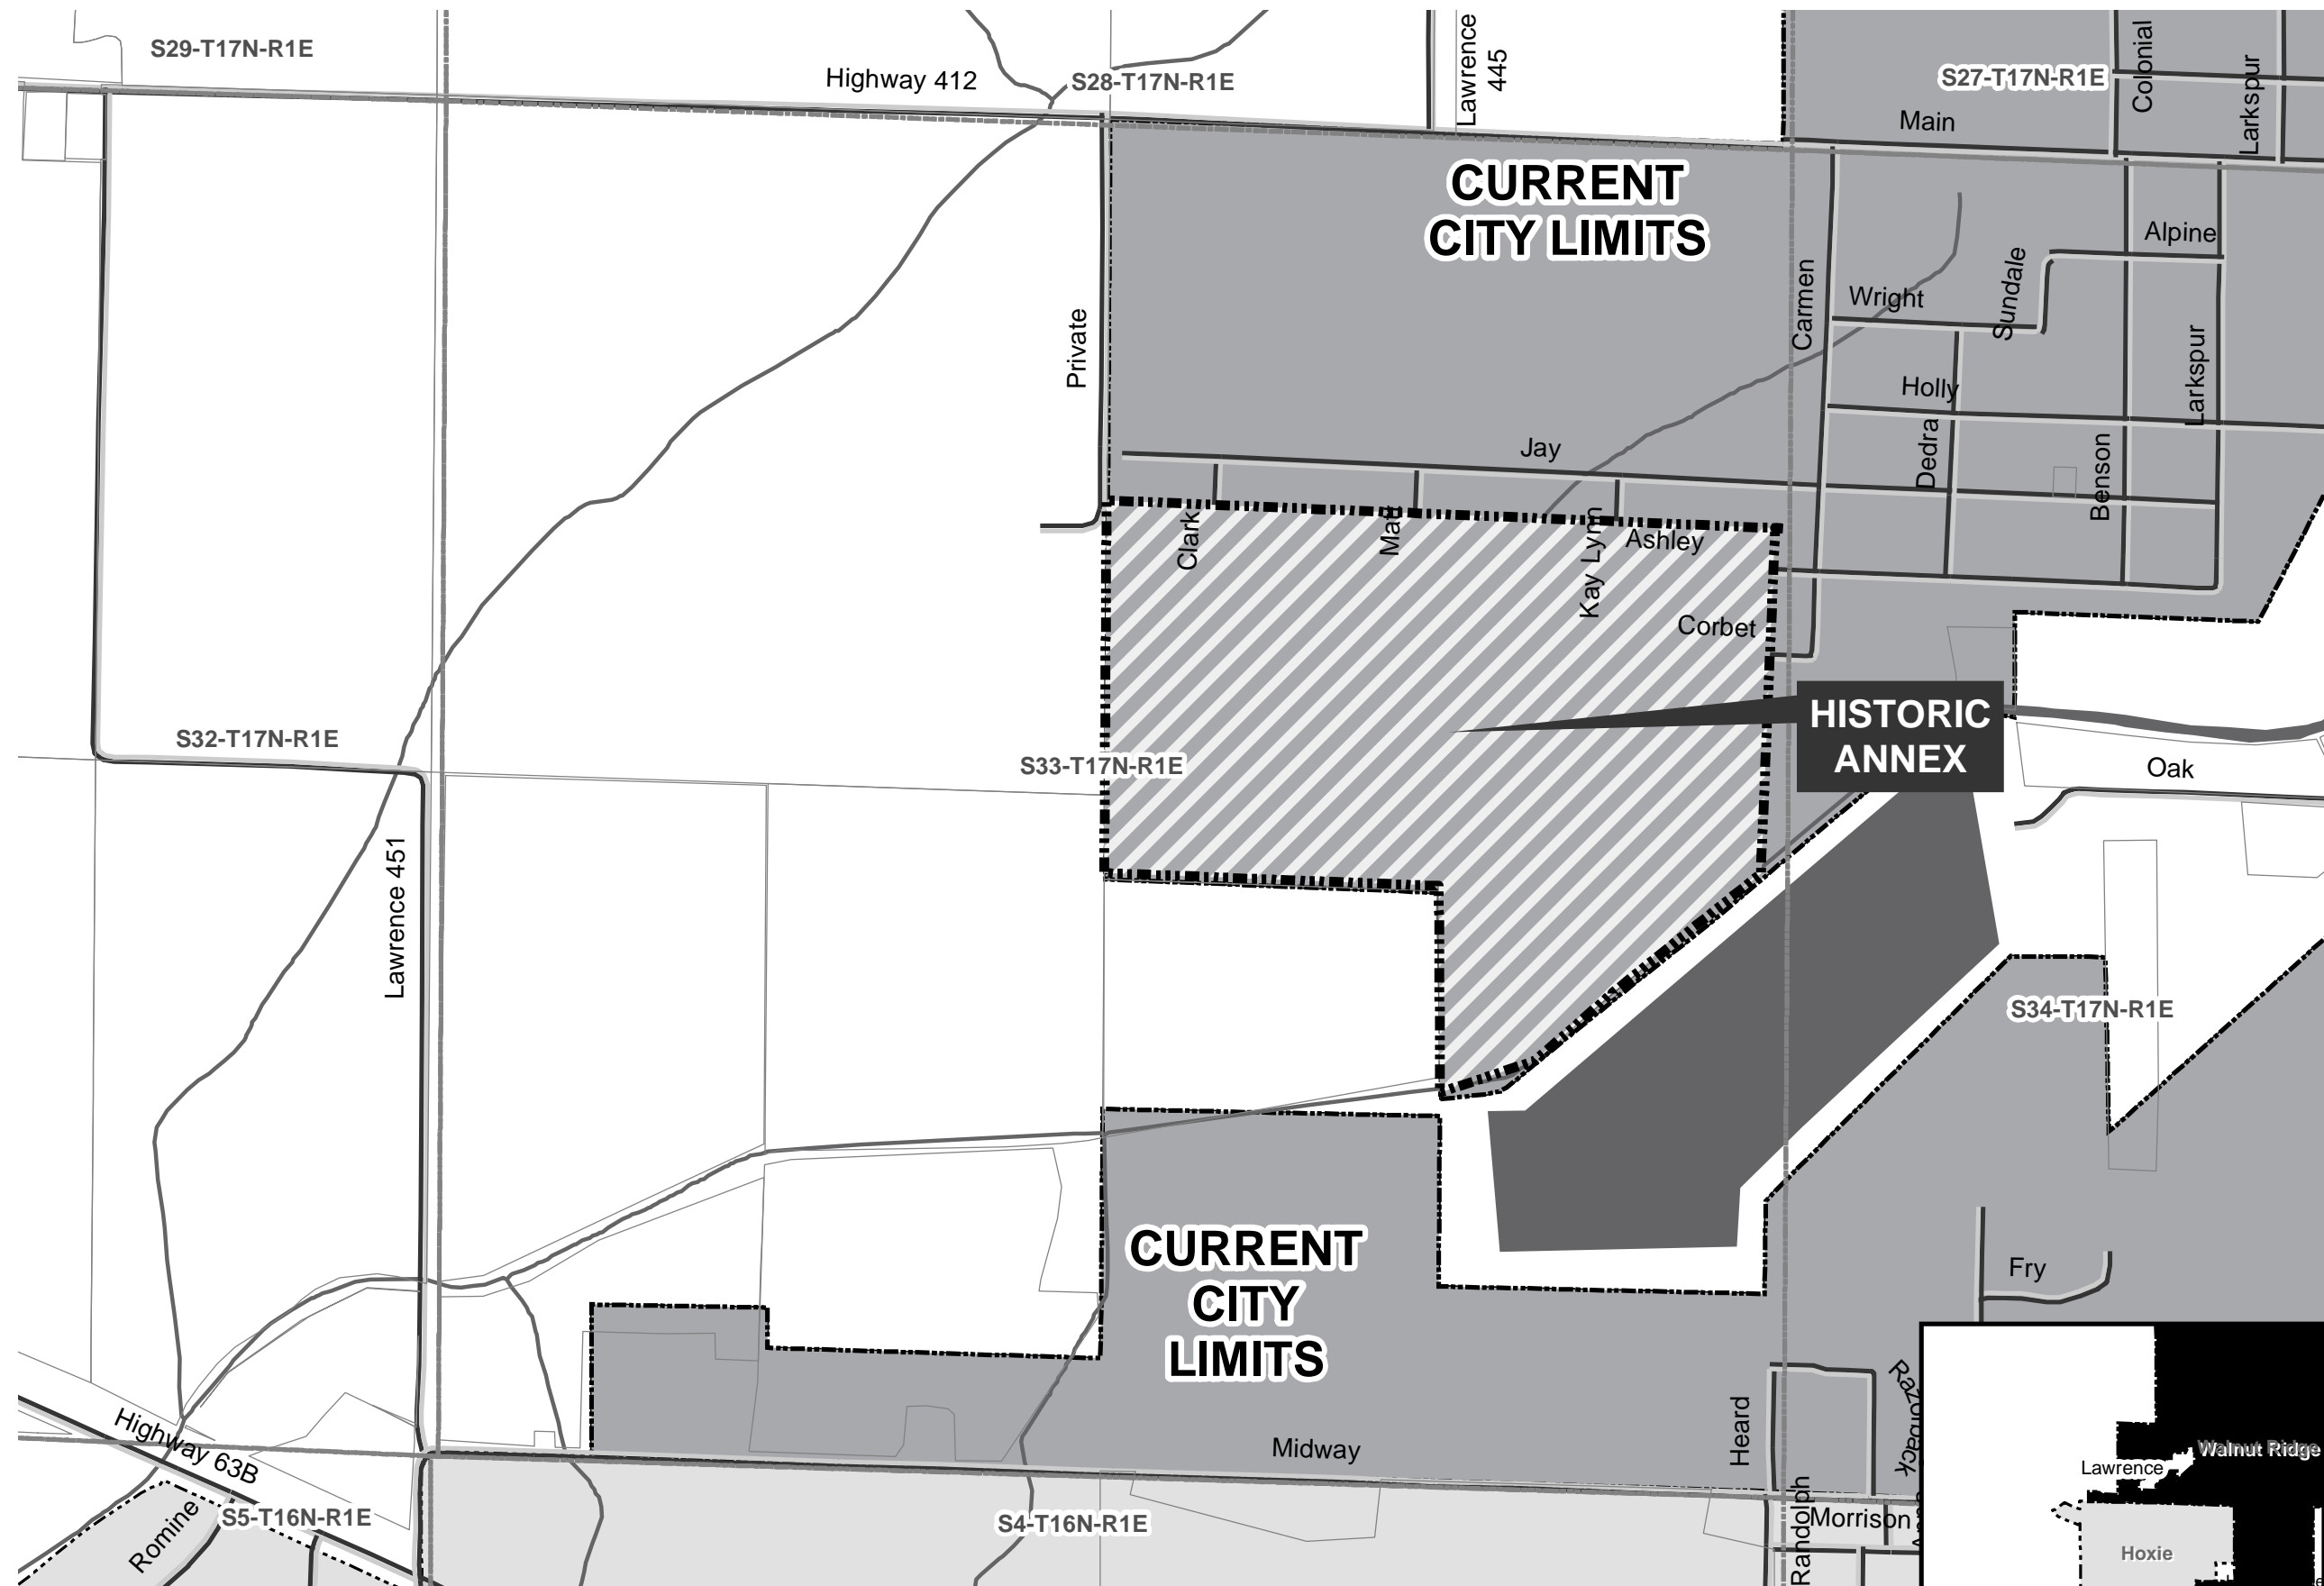 S29-T17N-R1E
Highway 412
S28-T17N-R1E
Lawrence
445
S27-T17N-R1E
Colonial
Larkspur
Main
CURRENT
CITY LIMITS
Alpine
Sundale
Wright
Carmen
Private
Larkspur
Holly
Dedra
Benson
Jay
Clark
Matt
Kay Lynn
Ashley
Corbet
HISTORIC
ANNEX
S32-T17N-R1E
S33-T17N-R1E
Oak
Lawrence 451
S34-T17N-R1E
CURRENT
CITY
LIMITS
Fry
Razorback
Heard
Midway
Highway 63B
Romine
S5-T16N-R1E
S4-T16N-R1E
Randolph
Morrison
Walnut Ridge
Lawrence
Hoxie